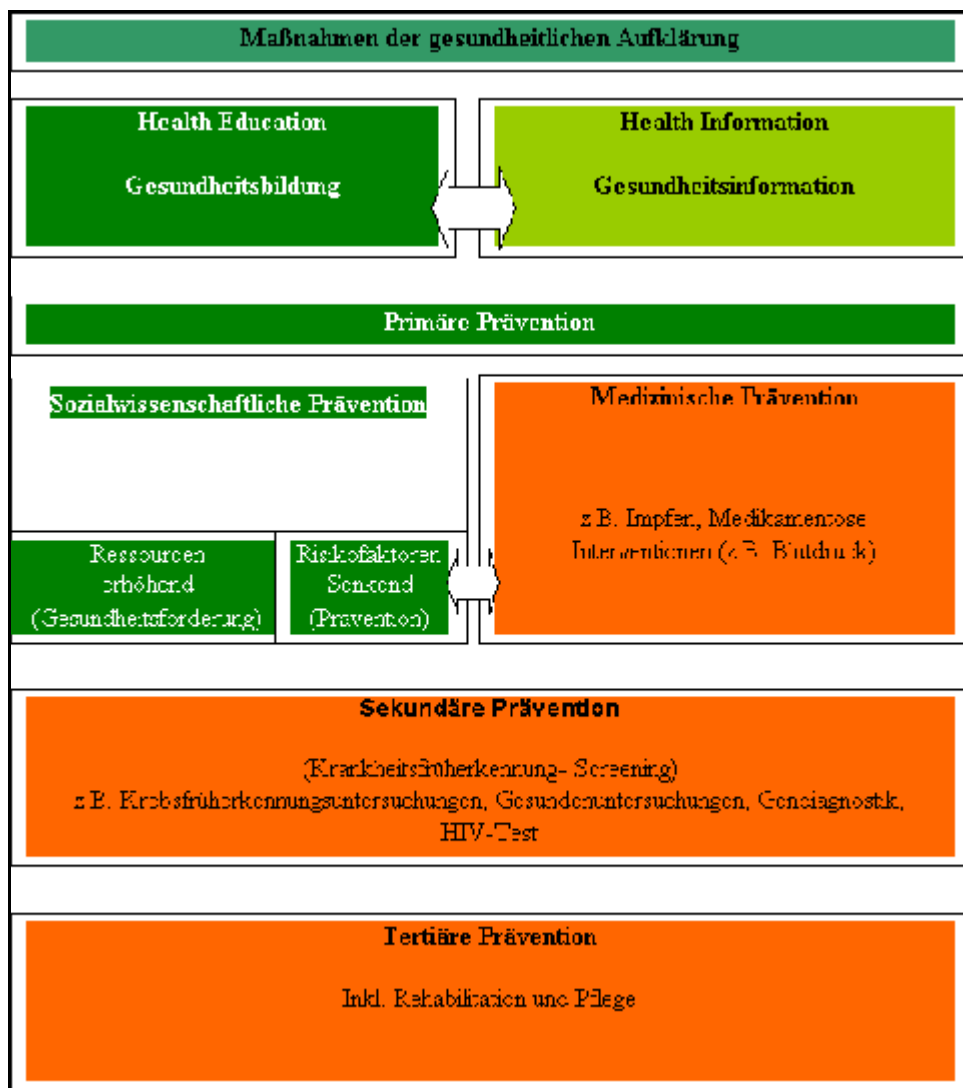 Maßnahmen der gesundheitlichen Aufklärung
Health Education
Gesundheitsbildung
Health Information
Gesundheitsinformation
Primäre Prävention
Sozialwissenschaftliche Prävention
Ressourcen
erhöhend
(Gesundheitsförderung)
Risikofaktoren
Senkend
(Prävention)
Medizinische Prävention
z.B. Impfen, Medikamentöse
Interventionen (z.B. Blutdruck)
Sekundäre Prävention
(Krankheitsfrüherkennung- Screening)
z.B. Krebsfrüherkennungsuntersuchungen, Gesundenuntersuchungen, Gendiagnostik,
HIV-Test
Tertiäre Prävention
Inkl. Rehabilitation und Pflege